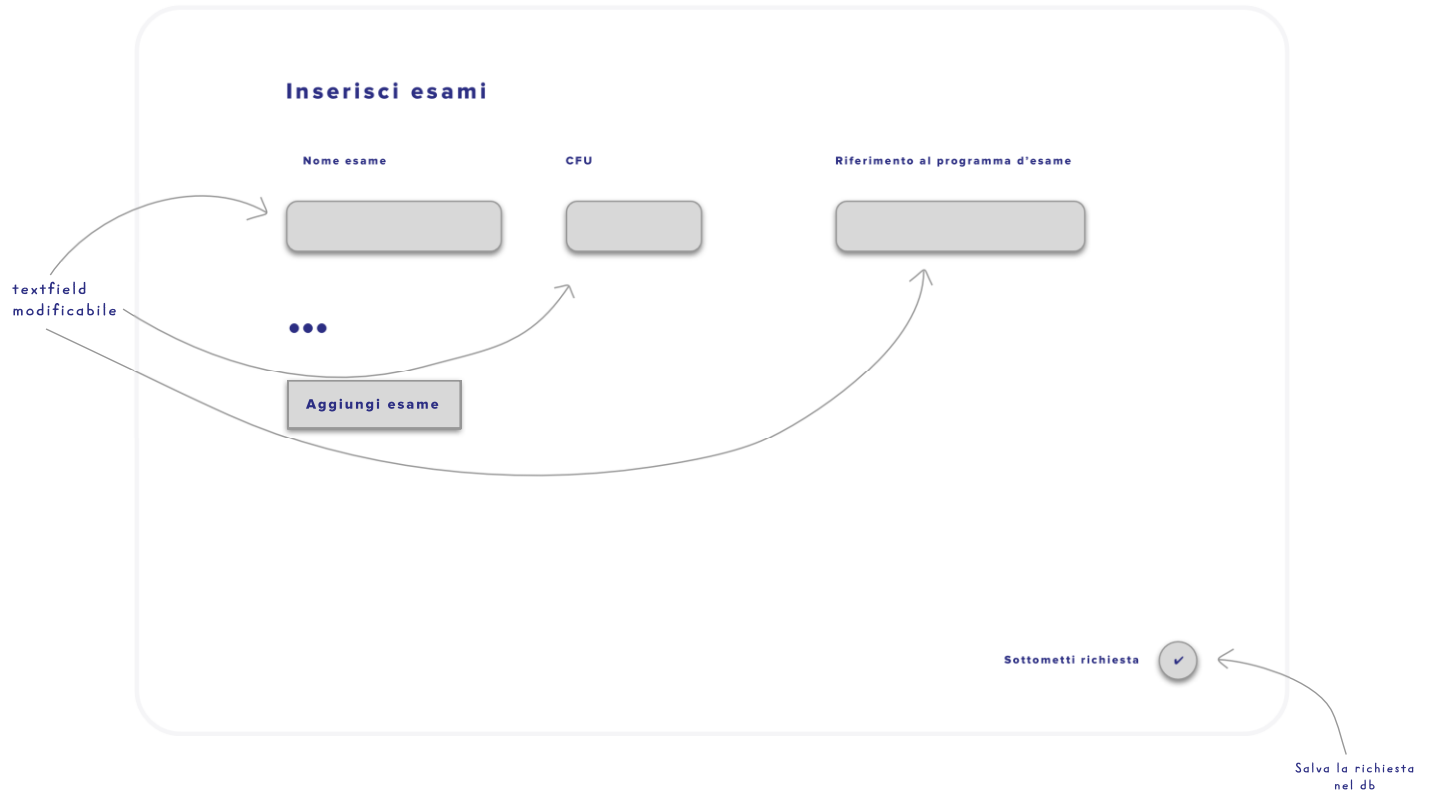 Inserisci esami
Nome esame
CFU
Riferimento al programma d'esame
textfield
modificabile
Aggiungi esame
Sottometti richiesta
Salva la richiesta
nel db